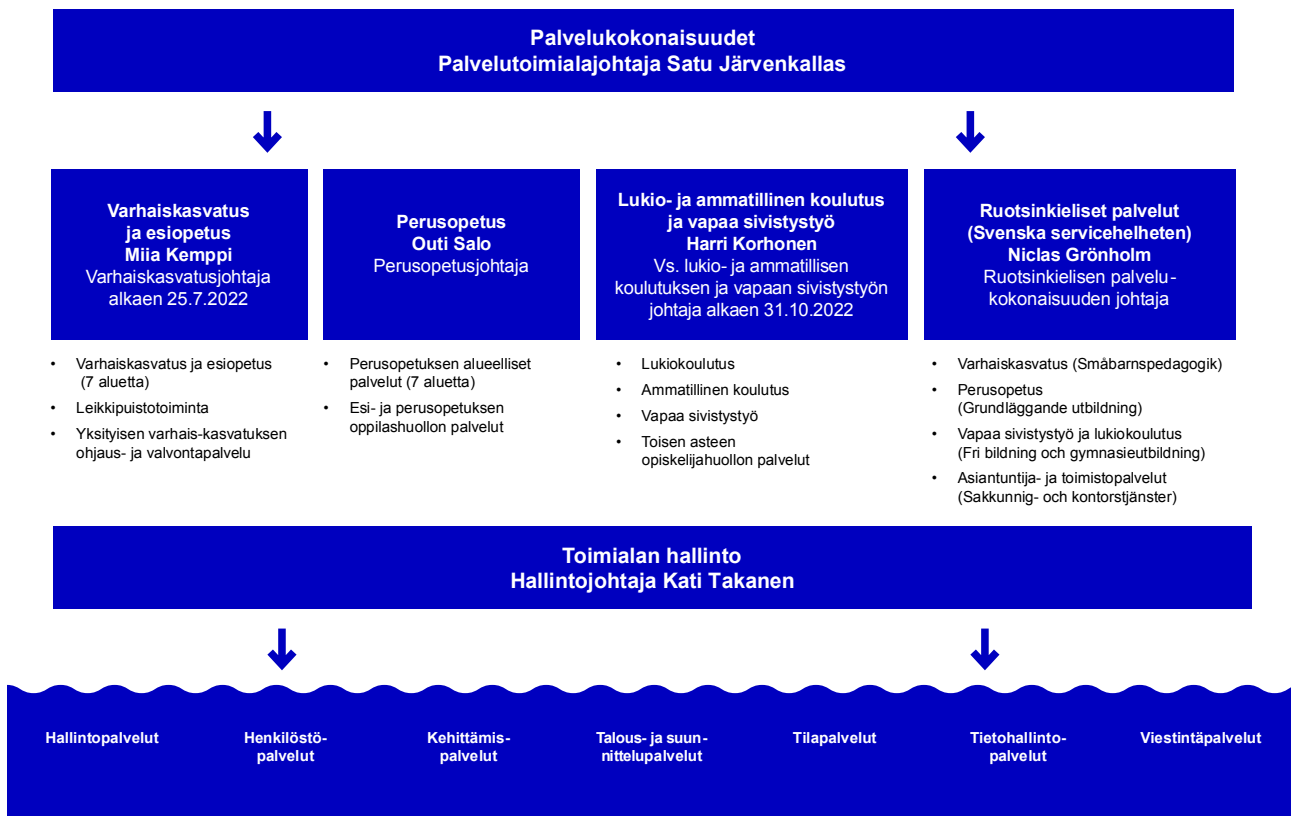 Palvelukokonaisuudet
Palvelutoimialajohtaja Satu Järvenkallas
Varhaiskasvatus
ja esiopetus
Miia Kemppi
Varhaiskasvatusjohtaja
alkaen 25.7.2022
Perusopetus
Outi Salo
Perusopetusjohtaja
Lukio- ja ammatillinen koulutus
ja vapaa sivistystyö
Harri Korhonen
Vs. lukio- ja ammatillisen
koulutuksen ja vapaan sivistystyön
johtaja alkaen 31.10.2022
Ruotsinkieliset palvelut
(Svenska servicehelheten)
Niclas Grönholm
Ruotsinkielisen palvelu-
kokonaisuuden johtaja
• Varhaiskasvatus ja esiopetus
(7 aluetta)
• Leikkipuistotoiminta
• Yksityisen varhais-kasvatuksen
ohjaus- ja valvontapalvelu
• Perusopetuksen alueelliset
palvelut (7 aluetta)
• Esi- ja perusopetuksen
oppilashuollon palvelut
• Lukiokoulutus
• Ammatillinen koulutus
• Vapaa sivistystyö
• Toisen asteen
opiskelijahuollon palvelut
• Varhaiskasvatus (Småbarnspedagogik)
• Perusopetus
(Grundläggande utbildning)
• Vapaa sivistystyö ja lukiokoulutus
(Fri bildning och gymnasieutbildning)
• Asiantuntija- ja toimistopalvelut
(Sakkunnig- och kontorstjänster)
Toimialan hallinto
Hallintojohtaja Kati Takanen
Hallintopalvelut
Henkilöstö-
palvelut
Kehittämis-
palvelut
Talous- ja suun-
nittelupalvelut
Tilapalvelut
Tietohallinto-
palvelut
Viestintäpalvelut